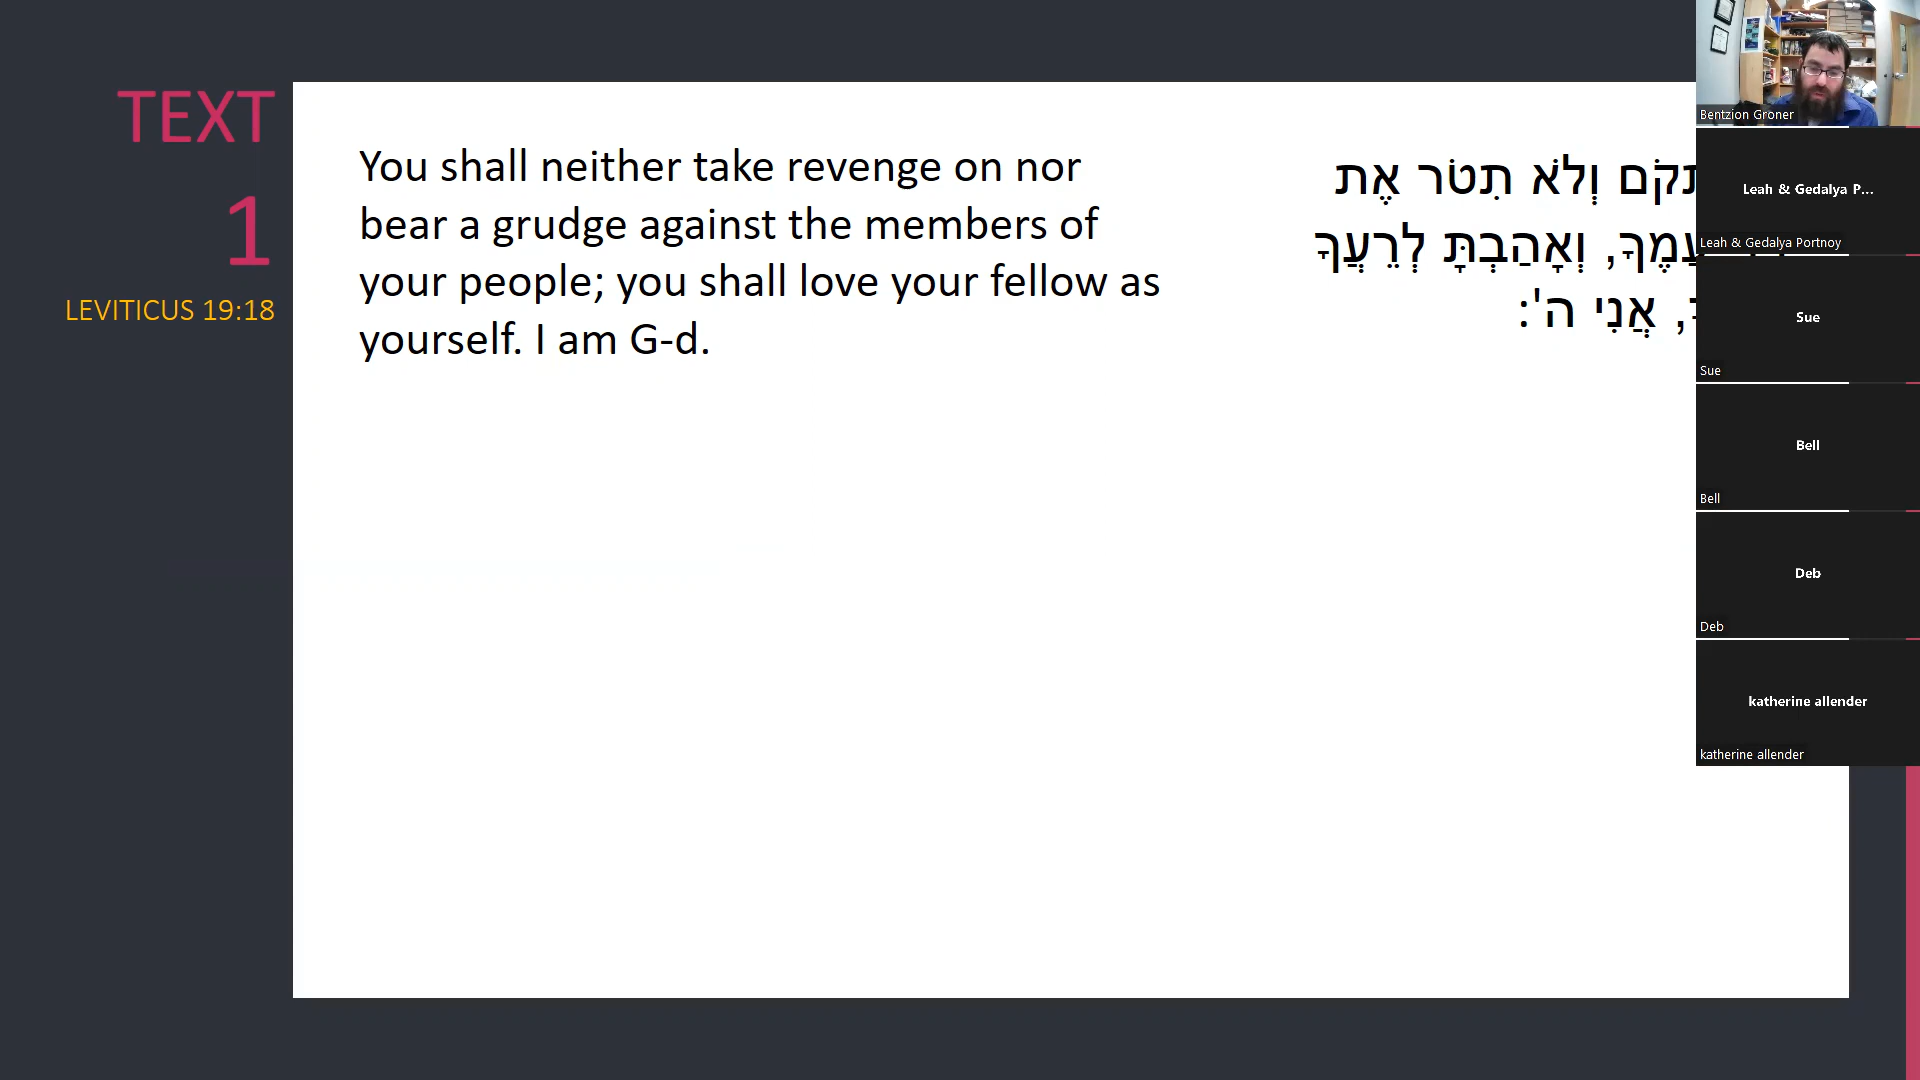 TEXT
1
LEVITICUS 19:18
You shall neither take revenge on nor
bear a grudge against the members of
your people; you shall love your fellow as
yourself. I am G-d.
וְלֹא תִטֹּר אֶת
עַמֶּךָ, וְאָהַבְתָּ לְרֵעֲךָ
אֲנִי ה':
Bentzion Groner
Leah & Gedalya P...
Leah & Gedalya Portnoy
Sue
Sue
Bell
Bell
Deb
Deb
katherine allender
katherine allender